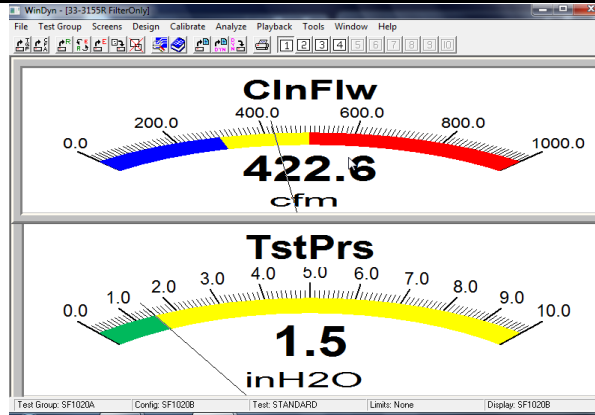 WinDyn - [33-3155R FilterOnly]
File Test Group Screens Design Calibrate Analyze Playback Tools Window Help
1 2 3 4 5 6 7 8 9 10
ClnFlw
0.0 200.0 400.0 600.0 800.0 1000.0
422.6
cfm
TstPrs
0.0 1.0 2.0 3.0 4.0 5.0 6.0 7.0 8.0 9.0 10.0
1.5
inH2O
Test Group: SF1020A Config: SF1020B Test: STANDARD Limits: None Display: SF1020B